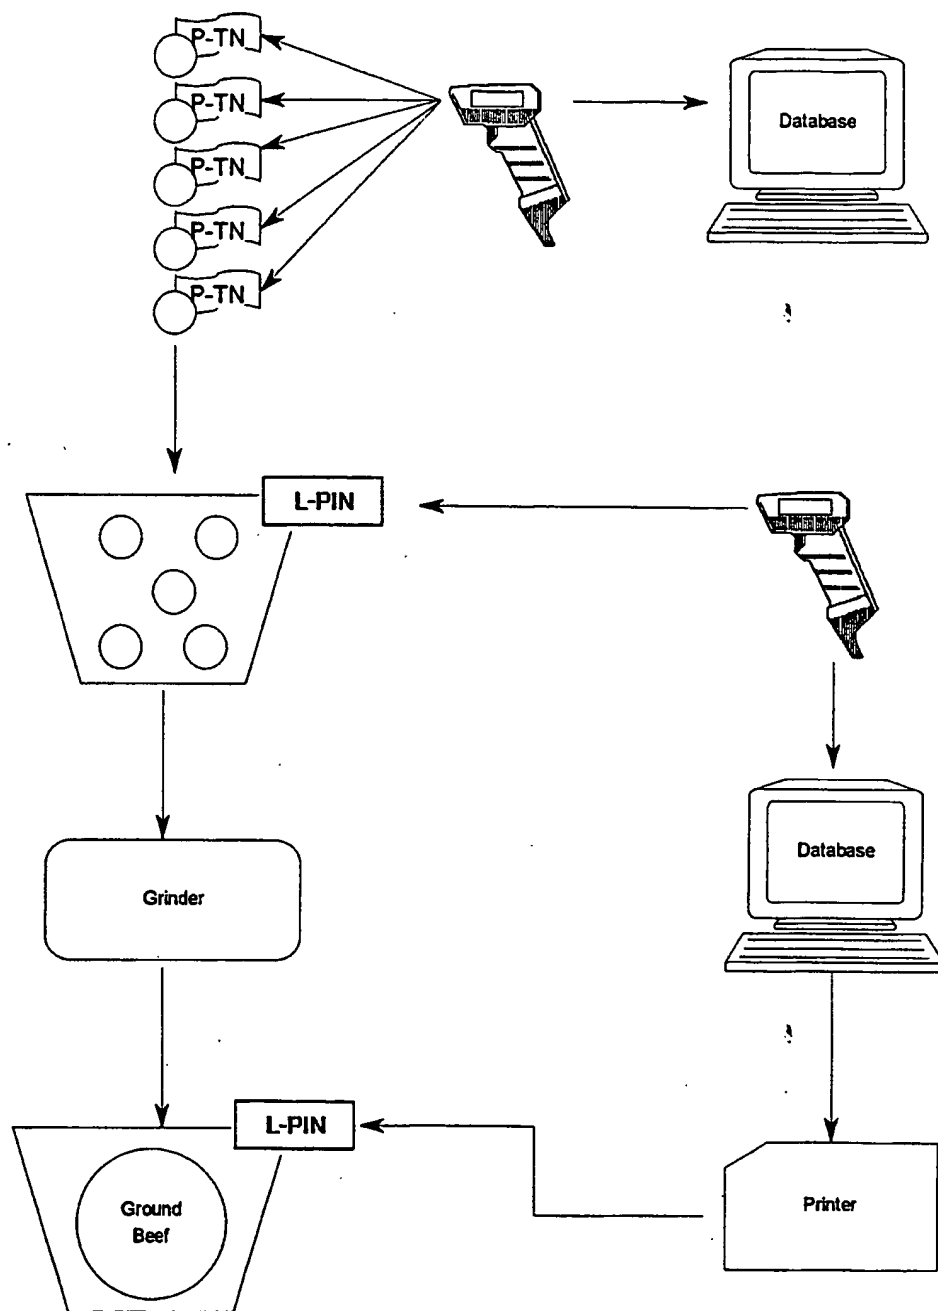 P-TN
P-TN
P-TN
P-TN
P-TN
Database
L-PIN
Grinder
Database
L-PIN
Ground
Beef
Printer